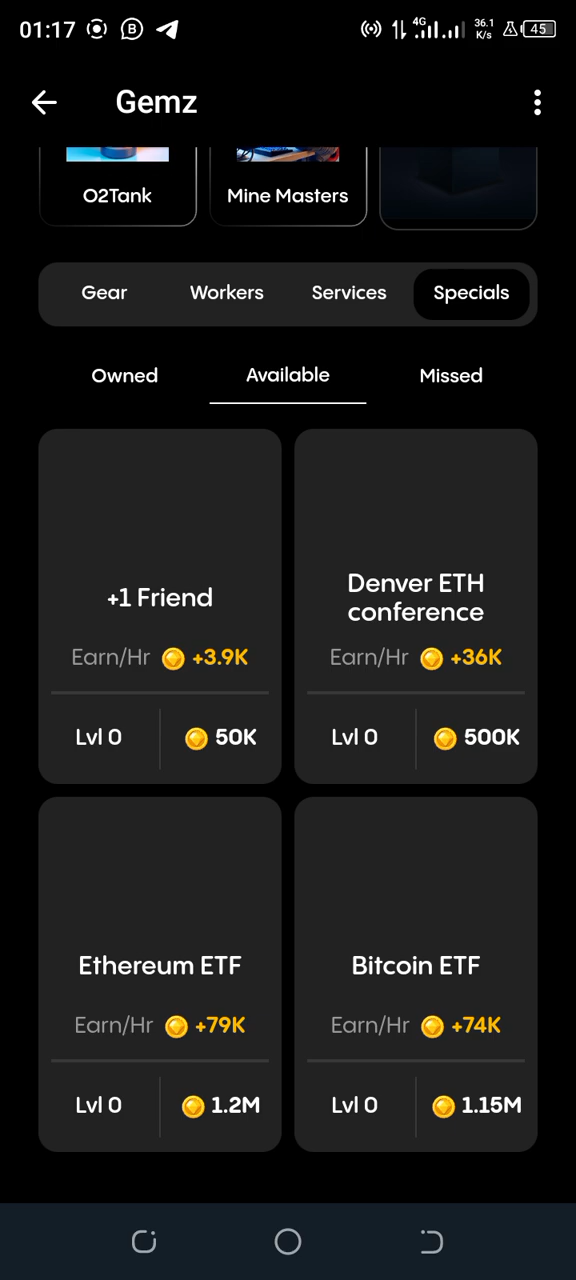 01:17
B
4G
36.1
K/s
45
Gemz
O2Tank
Mine Masters
Gear
Workers
Services
Specials
Owned
Available
Missed
+1 Friend
Earn/Hr +3.9K
Lvl 0
50K
Denver ETH
conference
Earn/Hr +36K
Lvl 0
500K
Ethereum ETF
Earn/Hr +79K
Lvl 0
1.2M
Bitcoin ETF
Earn/Hr +74K
Lvl 0
1.15M